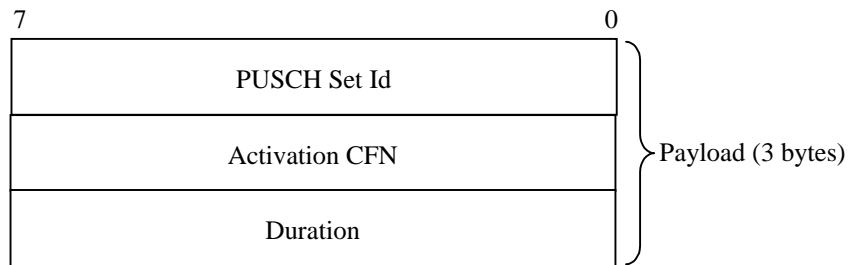 7 0
PUSCH Set Id
Activation CFN
Payload (3 bytes)
Duration